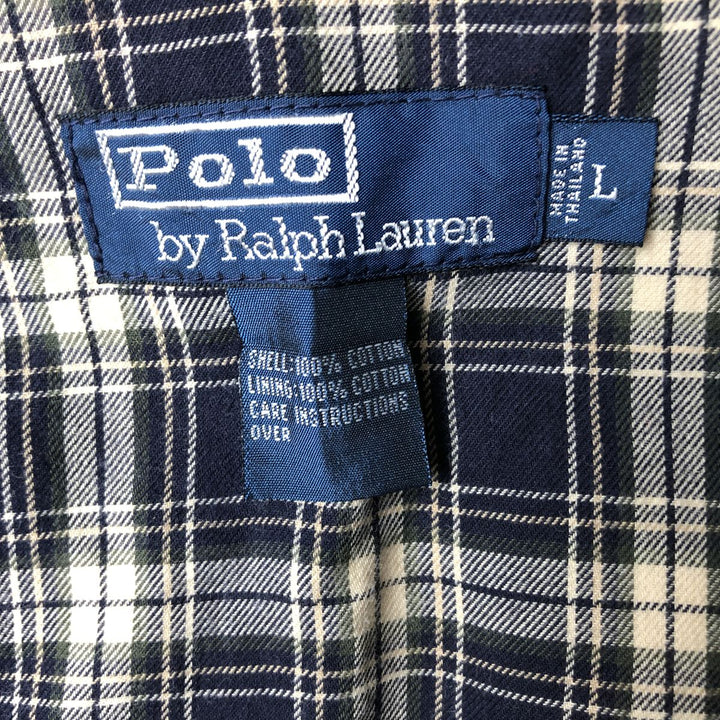 Polo
by Ralph Lauren
MADE IN
THAILAND
L
SHELL:100% COTTON
LINING:100% COTTON
CARE INSTRUCTIONS
OVER